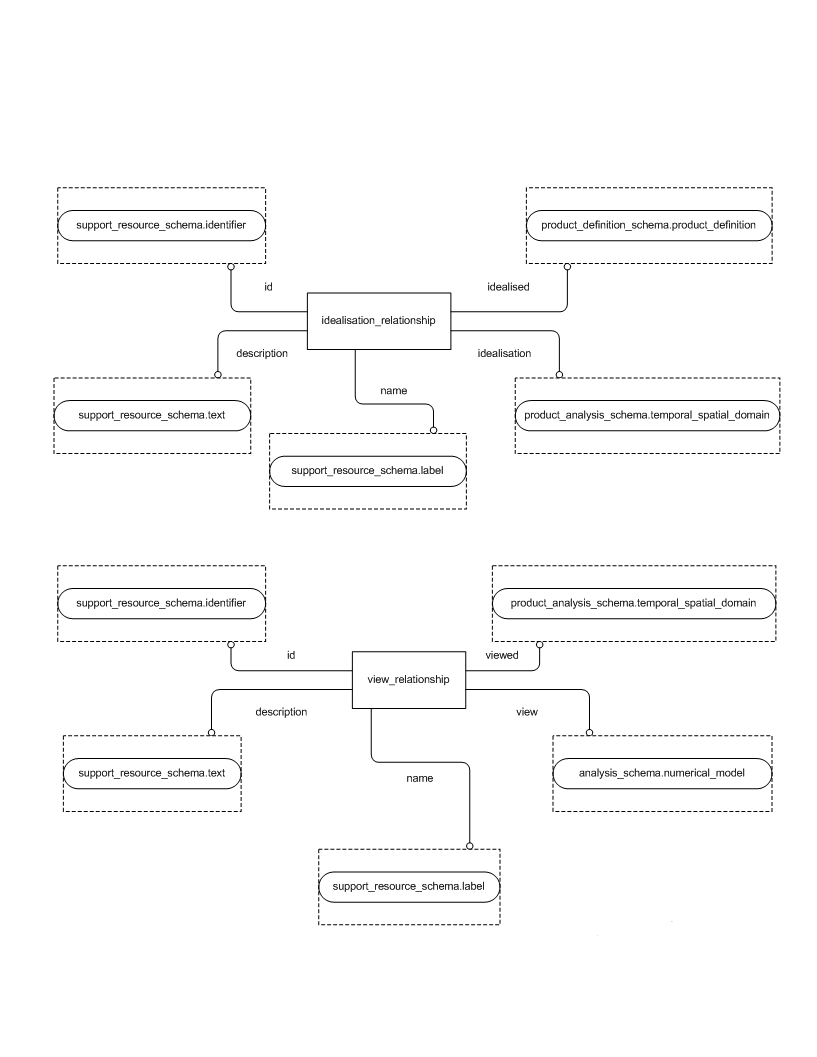 support_resource_schema.identifier
product_definition_schema.product_definition
id
idealised
idealisation_relationship
description
idealisation
name
support_resource_schema.text
product_analysis_schema.temporal_spatial_domain
support_resource_schema.label
support_resource_schema.identifier
product_analysis_schema.temporal_spatial_domain
id
viewed
view_relationship
description
view
support_resource_schema.text
analysis_schema.numerical_model
name
support_resource_schema.label